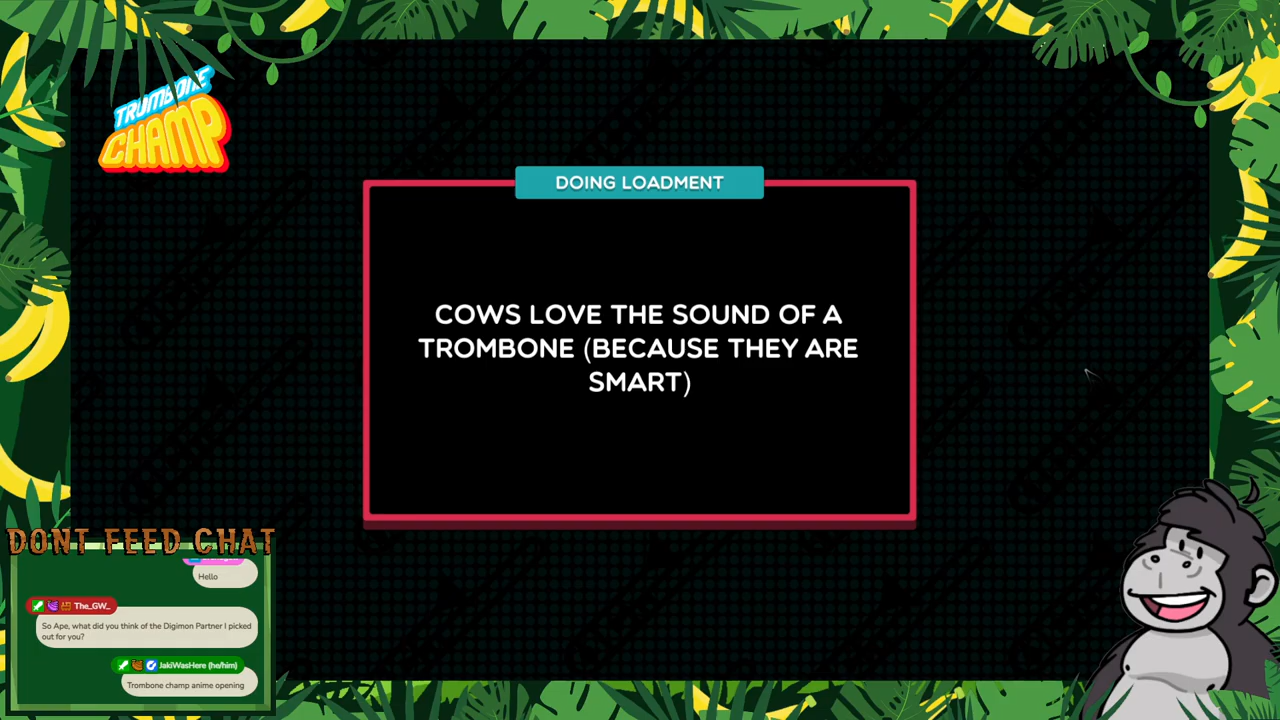 TROMBONE
CHAMP
DOING LOADMENT
COWS LOVE THE SOUND OF A
TROMBONE (BECAUSE THEY ARE
SMART)
DONT FEED CHAT
Hello
The_GW_
So Ape, what did you think of the Digimon Partner I picked
out for you?
JakiWasHere (he/him)
Trombone champ anime opening